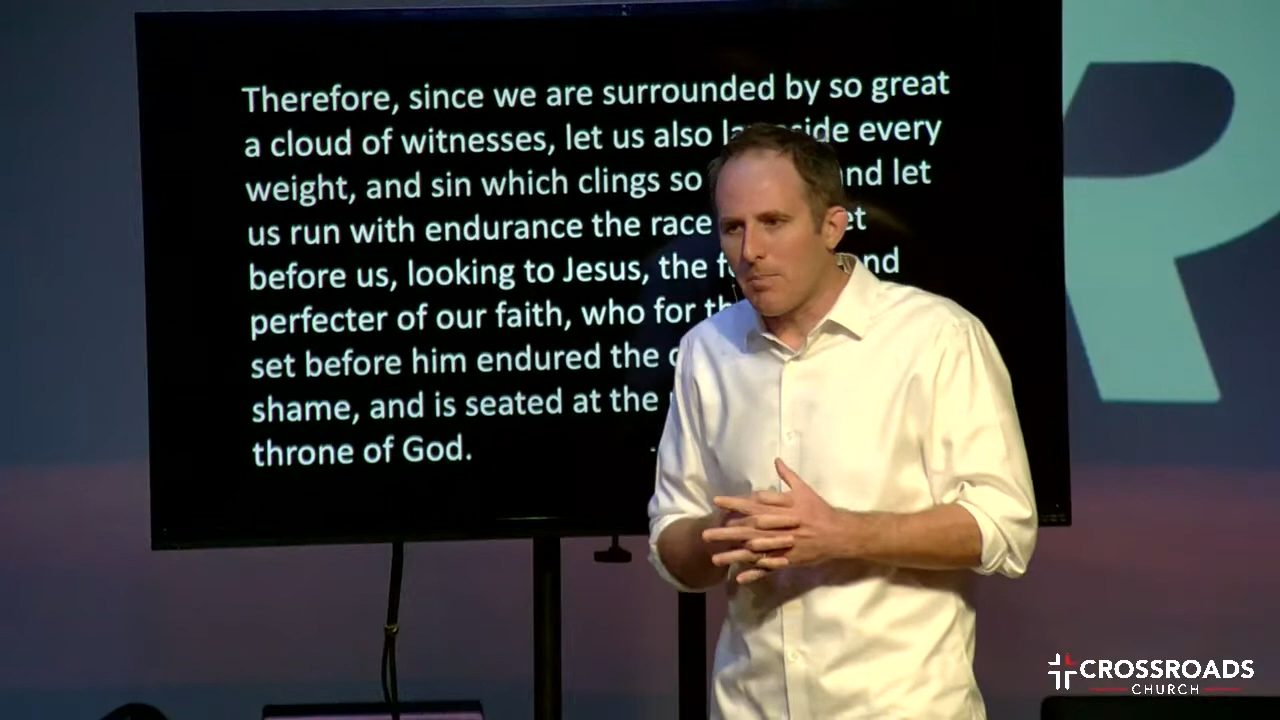 Therefore, since we are surrounded by so great
a cloud of witnesses, let us also every
weight, and sin which clings so and let
us run with endurance the race
before us, looking to Jesus, the
perfecter of our faith, who for
set before him endured the
shame, and is seated at the
throne of God.
R
CROSSROADS
CHURCH